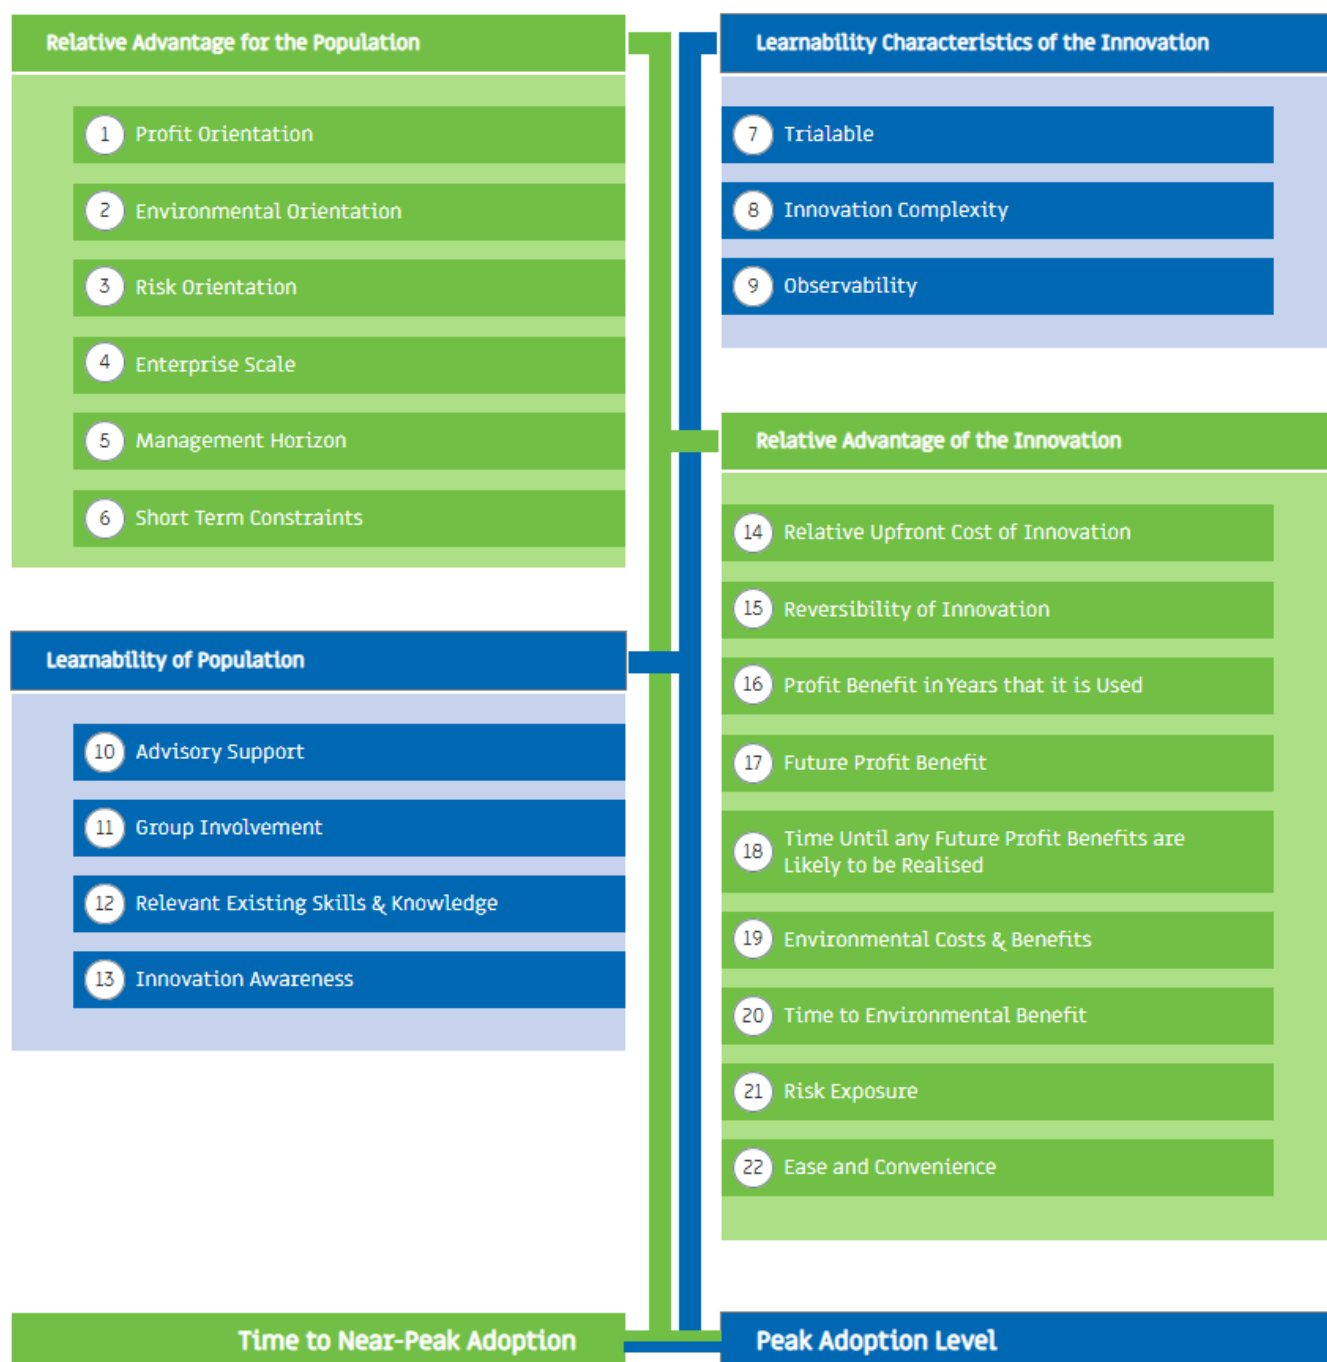 Relative Advantage for the Population
1 Profit Orientation
2 Environmental Orientation
3 Risk Orientation
4 Enterprise Scale
5 Management Horizon
6 Short Term Constraints
Learnability Characteristics of the Innovation
7 Trialable
8 Innovation Complexity
9 Observability
Learnability of Population
10 Advisory Support
11 Group Involvement
12 Relevant Existing Skills & Knowledge
13 Innovation Awareness
Relative Advantage of the Innovation
14 Relative Upfront Cost of Innovation
15 Reversibility of Innovation
16 Profit Benefit in Years that it is Used
17 Future Profit Benefit
18 Time Until any Future Profit Benefits are
Likely to be Realised
19 Environmental Costs & Benefits
20 Time to Environmental Benefit
21 Risk Exposure
22 Ease and Convenience
Time to Near-Peak Adoption
Peak Adoption Level